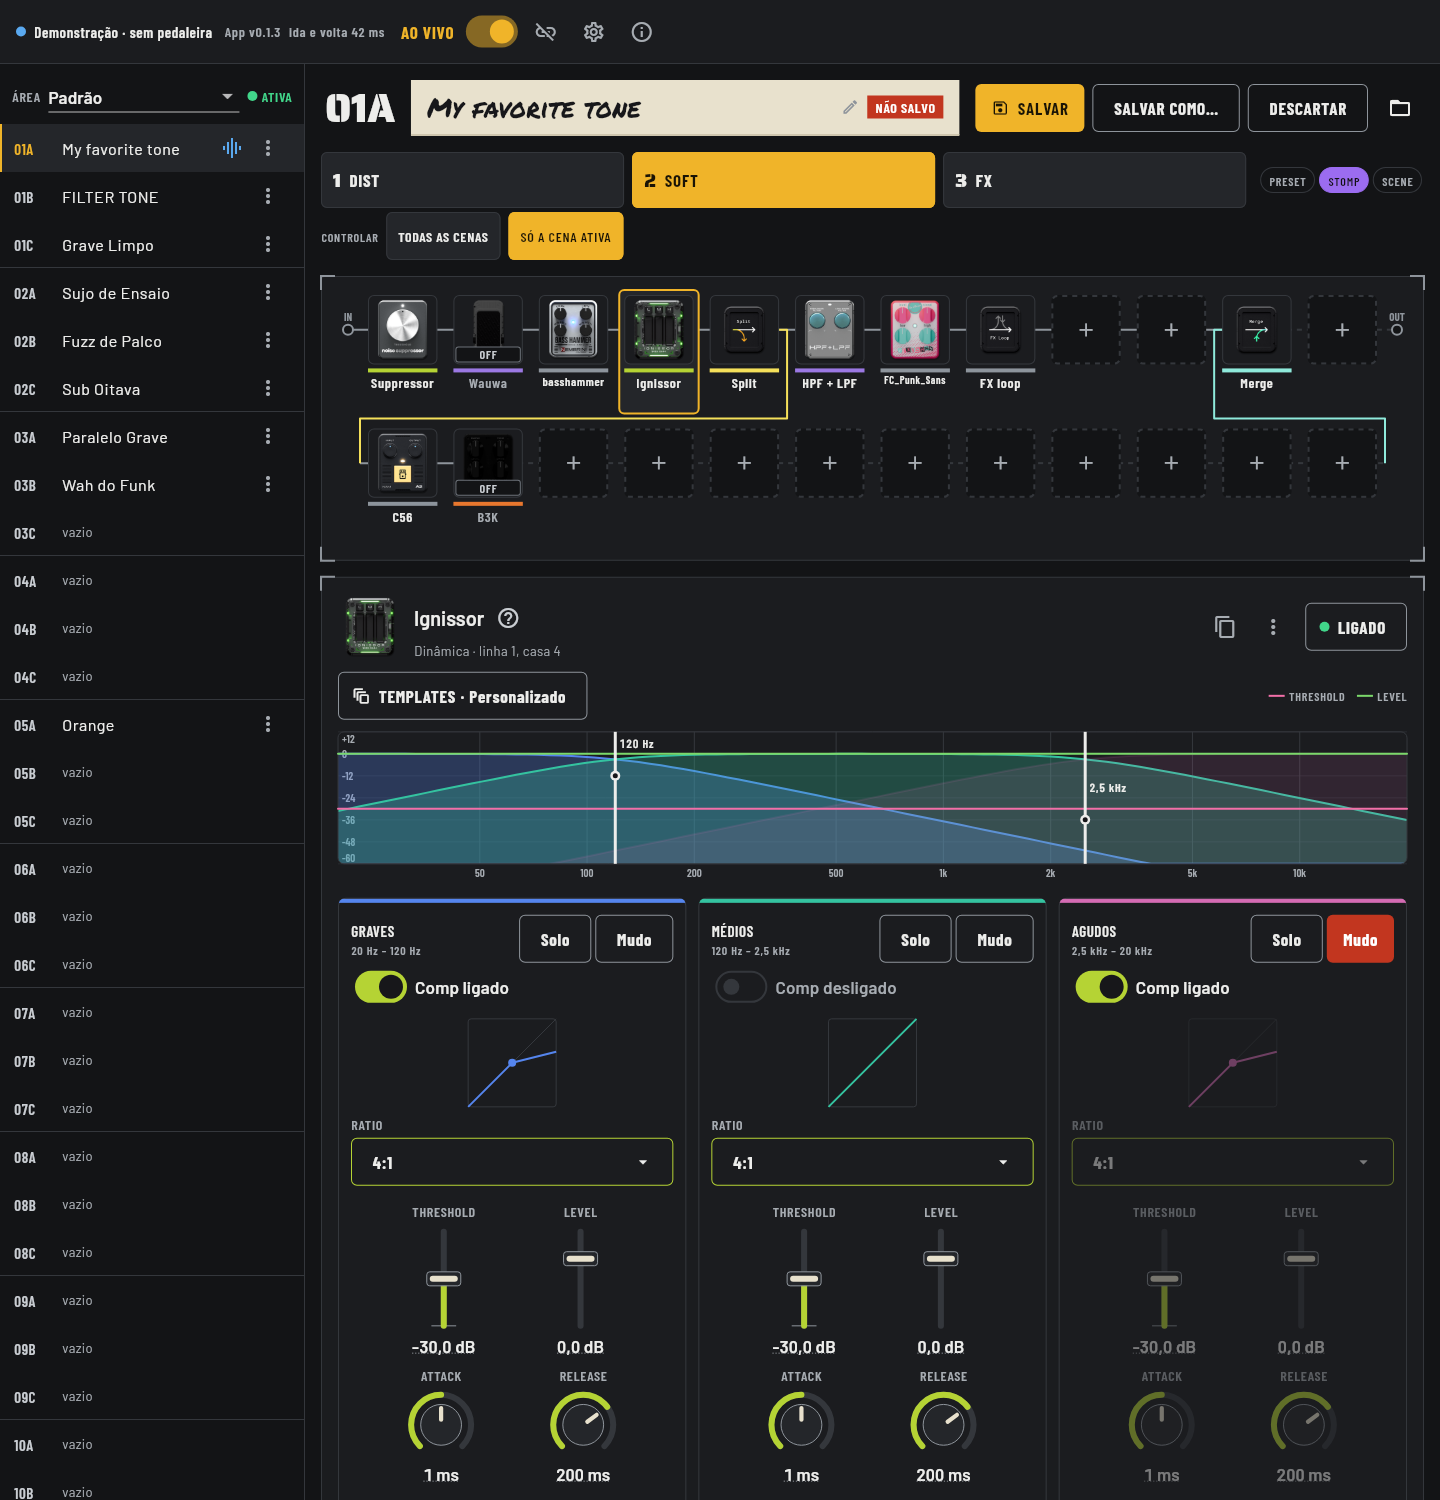 Demonstração · sem pedaleira App v0.1.3 Ida e volta 42 ms AO VIVO
ÁREA Padrão ATIVA
01A My favorite tone
01B FILTER TONE
01C Grave Limpo
02A Sujo de Ensaio
02B Fuzz de Palco
02C Sub Oitava
03A Paralelo Grave
03B Wah do Funk
03C vazio
04A vazio
04B vazio
04C vazio
05A Orange
05B vazio
05C vazio
06A vazio
06B vazio
06C vazio
07A vazio
07B vazio
07C vazio
08A vazio
08B vazio
08C vazio
09A vazio
09B vazio
09C vazio
10A vazio
10B vazio
01A My favorite tone NÃO SALVO SALVAR SALVAR COMO... DESCARTAR
1 DIST 2 SOFT 3 FX PRESET STOMP SCENE
CONTROLAR TODAS AS CENAS SÓ A CENA ATIVA
IN OFF Split HPF+LPF FX Loop Merge OUT
Suppressor Wauwa basshammer Ignissor Split HPF + LPF FC_Punk_Sans FX loop Merge
OFF
C56 B3K
Ignissor
Dinâmica · linha 1, casa 4
LIGADO
TEMPLATES · Personalizado THRESHOLD LEVEL
+12
0
-12
-24
-36
-48
-60
120 Hz
2,5 kHz
50 100 200 500 1k 2k 5k 10k
GRAVES
20 Hz – 120 Hz
Solo Mudo
Comp ligado
RATIO
4:1
THRESHOLD LEVEL
-30,0 dB 0,0 dB
ATTACK RELEASE
1 ms 200 ms
MÉDIOS
120 Hz – 2,5 kHz
Solo Mudo
Comp desligado
RATIO
4:1
THRESHOLD LEVEL
-30,0 dB 0,0 dB
ATTACK RELEASE
1 ms 200 ms
AGUDOS
2,5 kHz – 20 kHz
Solo Mudo
Comp ligado
RATIO
4:1
THRESHOLD LEVEL
-30,0 dB 0,0 dB
ATTACK RELEASE
1 ms 200 ms